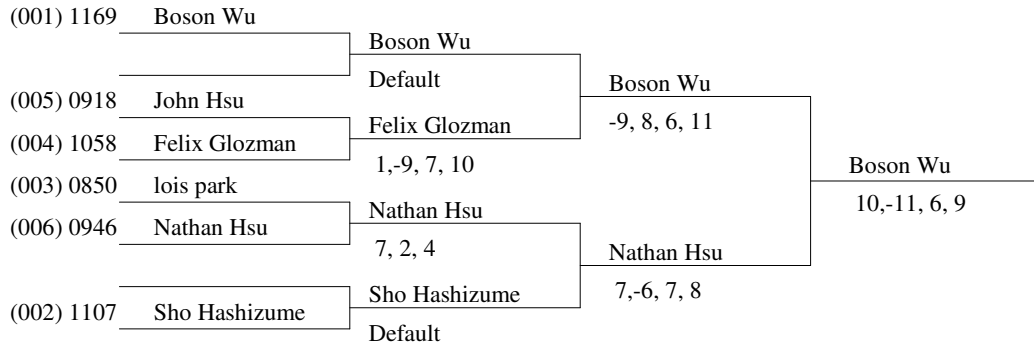 (001) 1169 Boson Wu
Boson Wu
Default
Boson Wu
-9, 8, 6, 11
(005) 0918 John Hsu
Felix Glozman
(004) 1058 Felix Glozman
1,-9, 7, 10
Boson Wu
10,-11, 6, 9
(003) 0850 lois park
Nathan Hsu
(006) 0946 Nathan Hsu
7, 2, 4
Nathan Hsu
7,-6, 7, 8
Sho Hashizume
(002) 1107 Sho Hashizume
Default